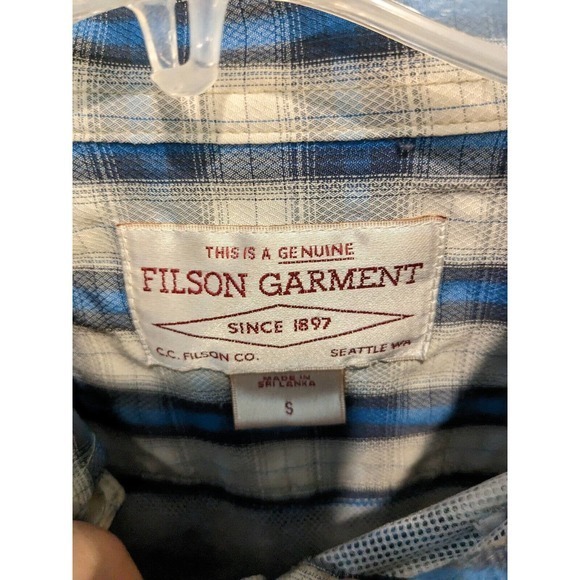 THIS IS A GENUINE
FILSON GARMENT
SINCE 1897
C.C. FILSON CO. SEATTLE WA
MADE IN
SRI LANKA
S